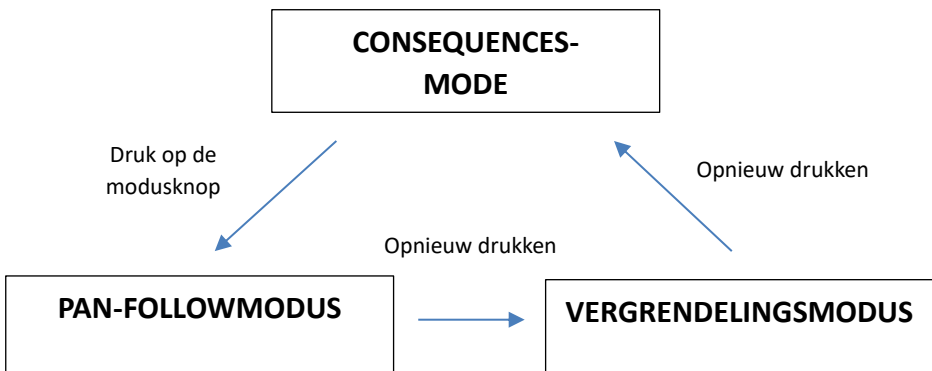 CONSEQUENCES-
MODE
Druk op de
modusknop
Opnieuw drukken
Opnieuw drukken
PAN-FOLLOWMODUS
VERGRENDELINGSMODUS